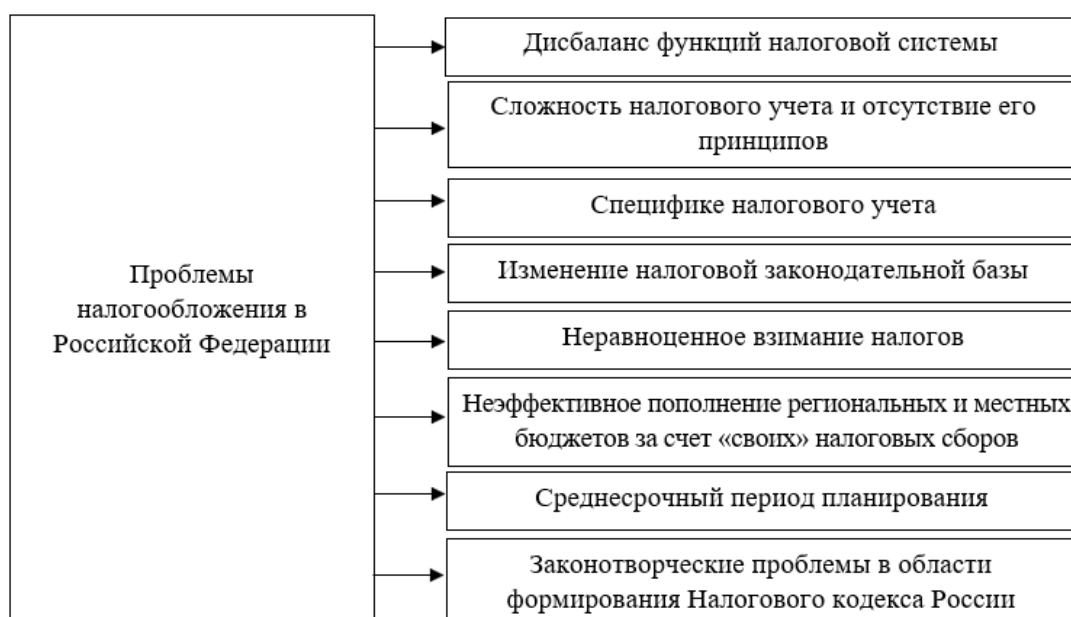 Проблемы
налогообложения в
Российской Федерации
Дисбаланс функций налоговой системы
Сложность налогового учета и отсутствие его
принципов
Специфике налогового учета
Изменение налоговой законодательной базы
Неравноценное взимание налогов
Неэффективное пополнение региональных и местных
бюджетов за счет «своих» налоговых сборов
Среднесрочный период планирования
Законотворческие проблемы в области
формирования Налогового кодекса России